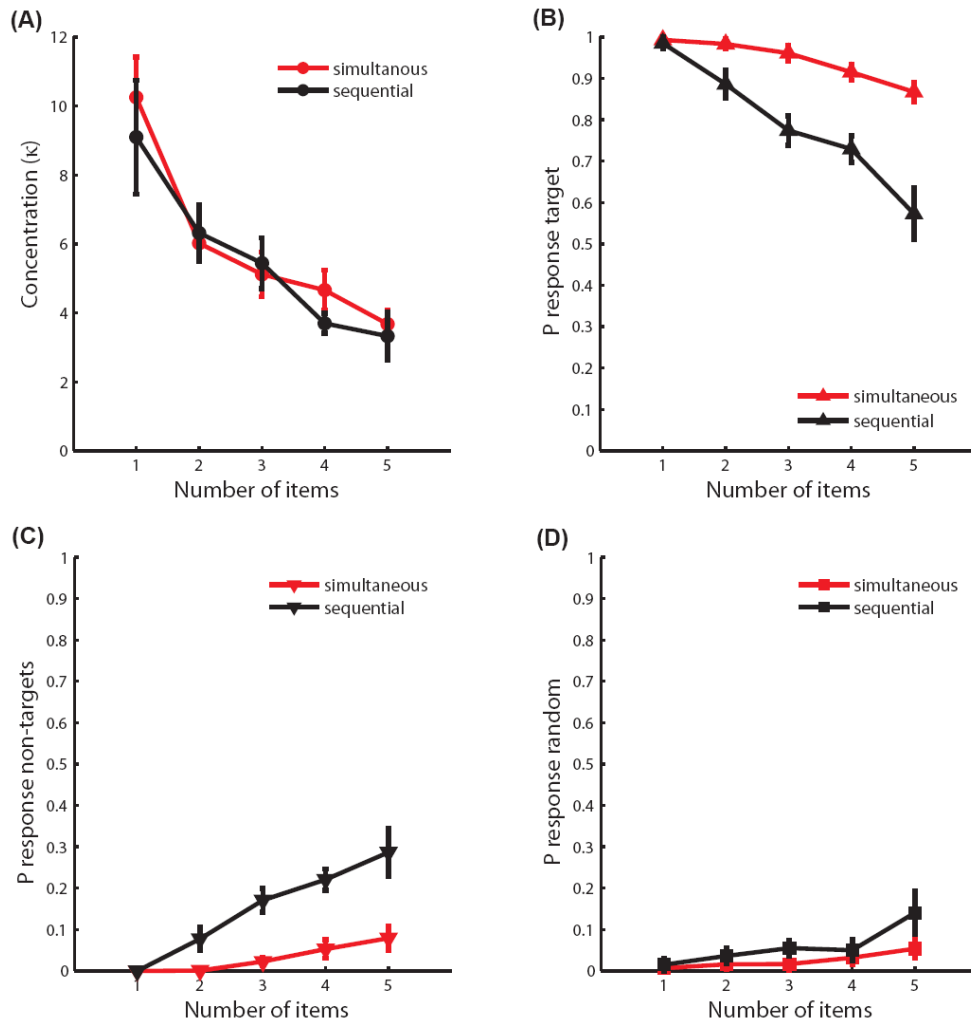 (A)
12
10
8
6
4
2
0
Concentration (κ)
simultanous
sequential
1 2 3 4 5
Number of items
(B)
1
0.9
0.8
0.7
0.6
0.5
0.4
0.3
0.2
0.1
0
P response target
simultaneous
sequential
1 2 3 4 5
Number of items
(C)
1
0.9
0.8
0.7
0.6
0.5
0.4
0.3
0.2
0.1
0
P response non-targets
simultaneous
sequential
1 2 3 4 5
Number of items
(D)
1
0.9
0.8
0.7
0.6
0.5
0.4
0.3
0.2
0.1
0
P response random
simultaneous
sequential
1 2 3 4 5
Number of items